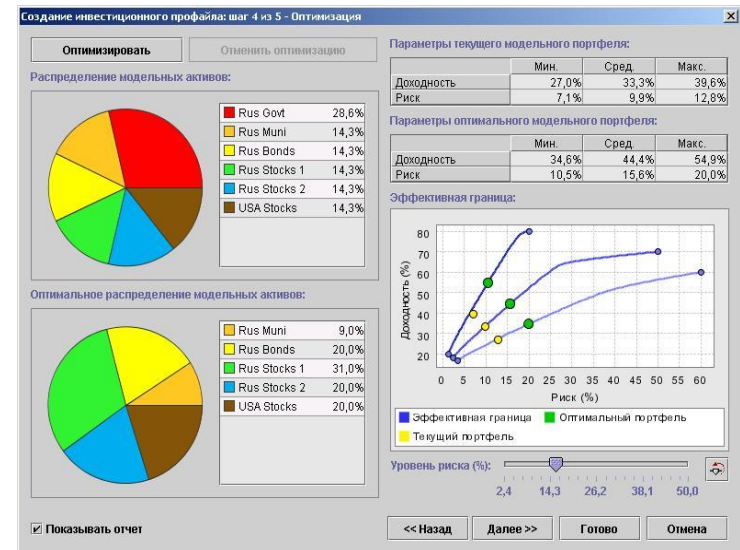 Создание инвестиционного профайла: шаг 4 из 5 - Оптимизация
Оптимизировать
Отменить оптимизацию
Распределение модельных активов:
Rus Govt 28,6%
Rus Muni 14,3%
Rus Bonds 14,3%
Rus Stocks 1 14,3%
Rus Stocks 2 14,3%
USA Stocks 14,3%
Оптимальное распределение модельных активов:
Rus Muni 9,0%
Rus Bonds 20,0%
Rus Stocks 1 31,0%
Rus Stocks 2 20,0%
USA Stocks 20,0%
Показывать отчет
Параметры текущего модельного портфеля:
Мин. Сред. Макс.
Доходность 27,0% 33,3% 39,6%
Риск 7,1% 9,9% 12,8%
Параметры оптимального модельного портфеля:
Мин. Сред. Макс.
Доходность 34,6% 44,4% 54,9%
Риск 10,5% 15,6% 20,0%
Эффективная граница:
Доходность (%)
80
70
60
50
40
30
20
0 5 10 15 20 25 30 35 40 45 50 55 60
Риск (%)
Эффективная граница Оптимальный портфель
Текущий портфель
Уровень риска (%):
2,4 14,3 26,2 38,1 50,0
<< Назад Далее >> Готово Отмена